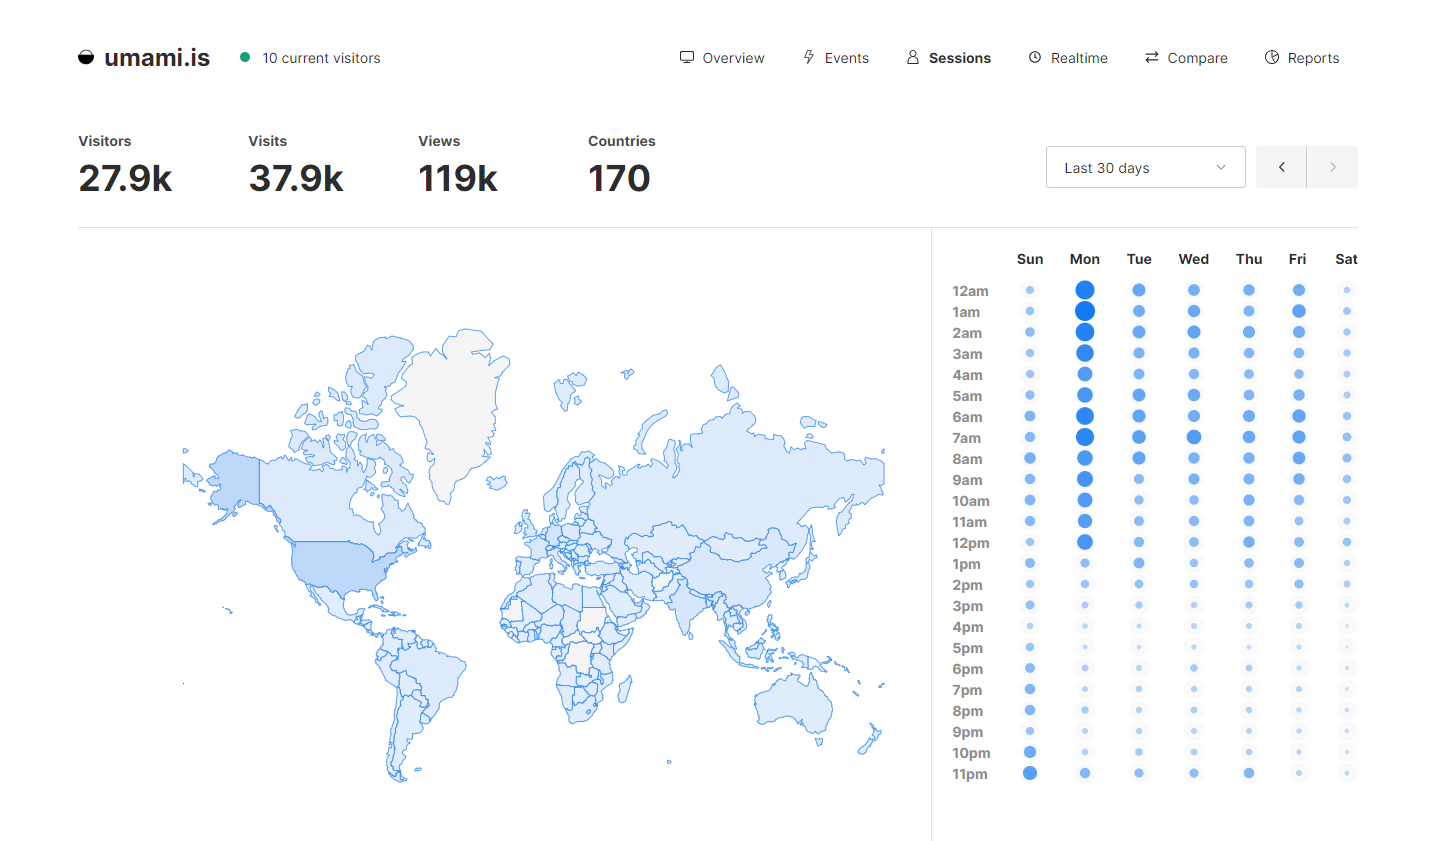 umami.is
10 current visitors
Overview
Events
Sessions
Realtime
Compare
Reports
Visitors
27.9k
Visits
37.9k
Views
119k
Countries
170
Last 30 days
Sun Mon Tue Wed Thu Fri Sat
12am
1am
2am
3am
4am
5am
6am
7am
8am
9am
10am
11am
12pm
1pm
2pm
3pm
4pm
5pm
6pm
7pm
8pm
9pm
10pm
11pm